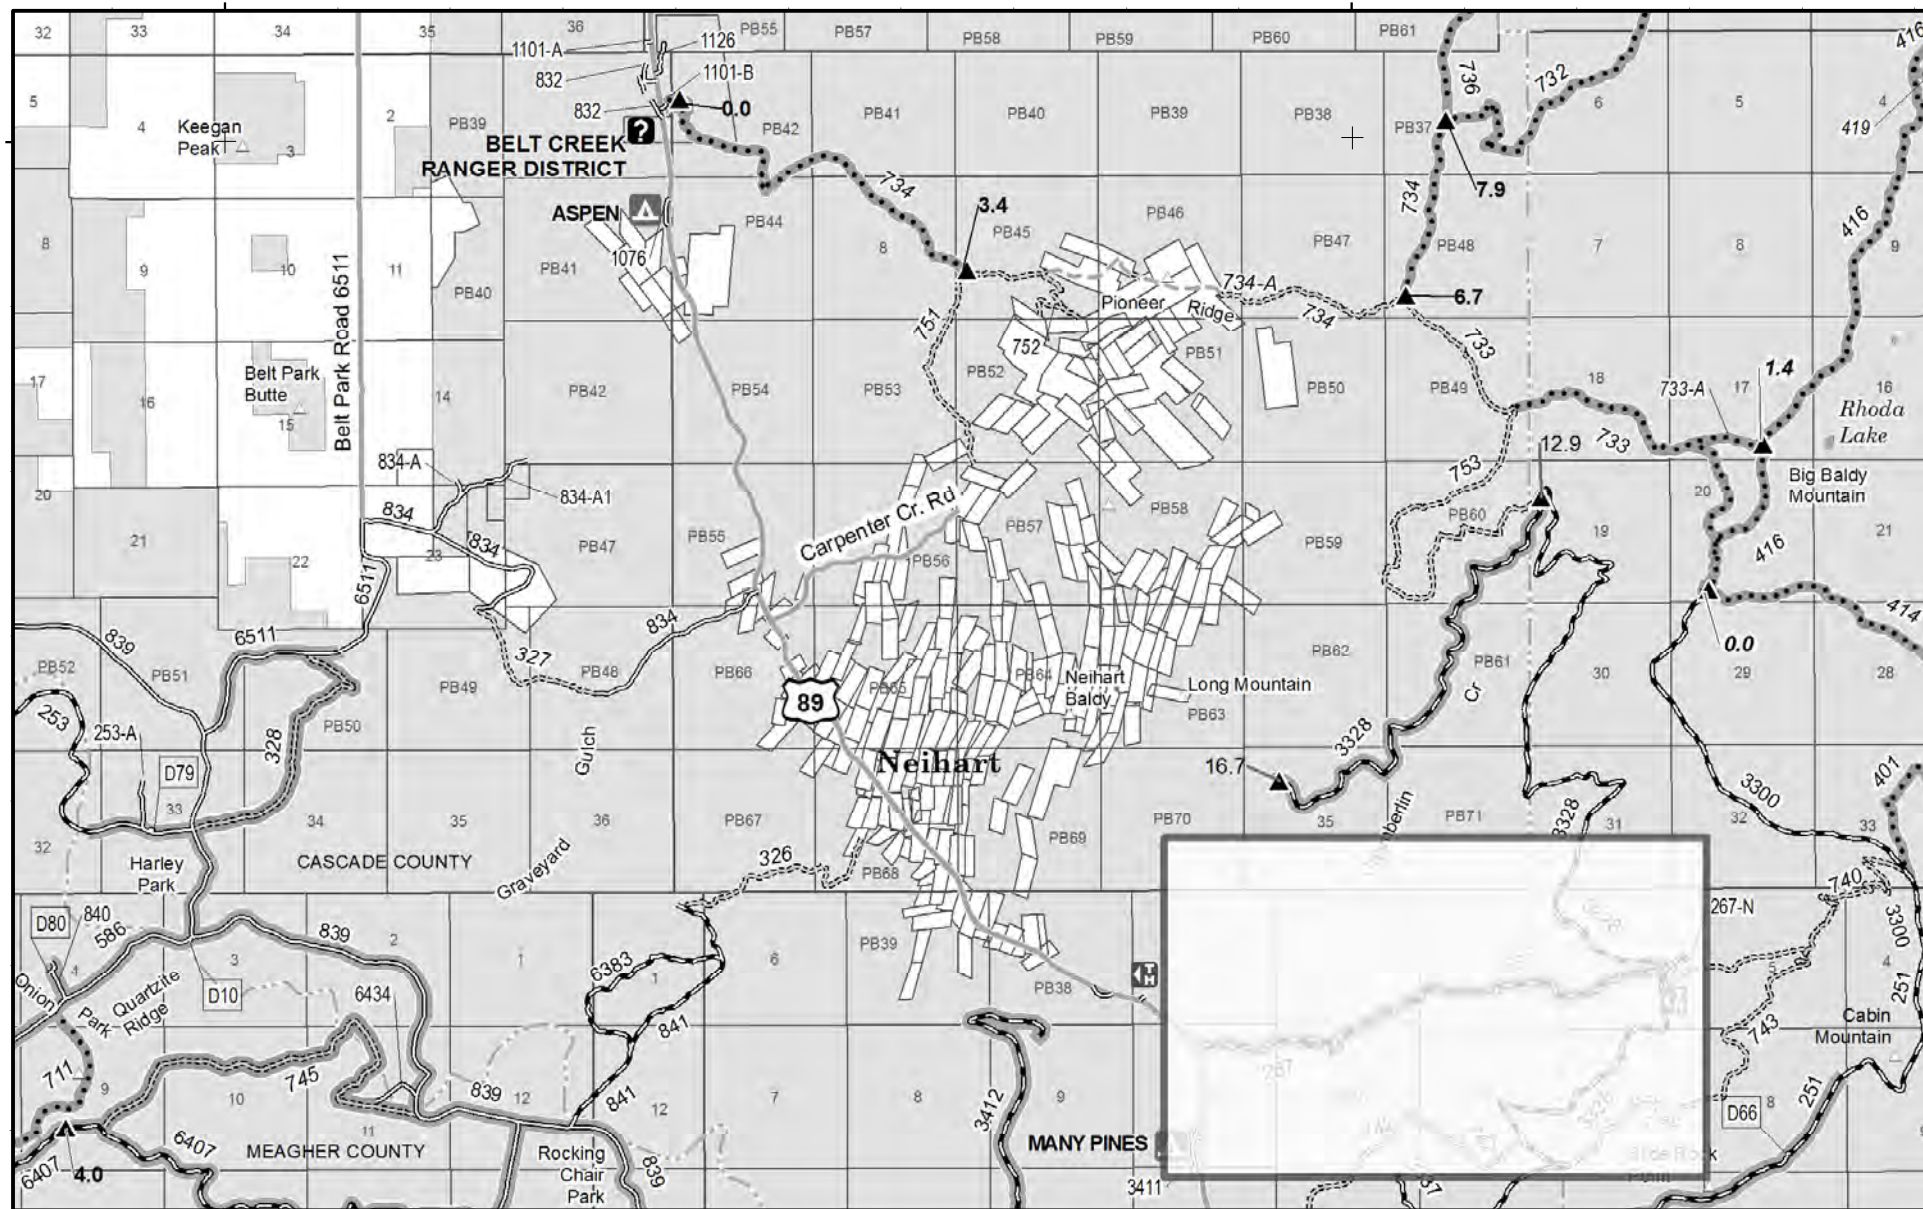 32
33
34
35
36
PB55
PB57
PB58
PB59
PB60
PB61
416
1101-A
1126
832
1101-B
832
0.0
736
732
5
4
Keegan
Peak
3
2
PB39
BELT CREEK
RANGER DISTRICT
PB42
PB41
PB40
PB39
PB38
PB37
6
5
4
419
734
7.9
734
ASPEN
1076
PB44
3.4
PB45
PB46
PB47
PB48
416
8
9
10
11
PB41
PB40
8
7
8
9
Belt Park Road 6511
734-A
Pioneer
Ridge
734
6.7
751
752
733
17
Belt Park
Butte
16
15
14
PB42
PB54
PB53
PB52
PB51
PB50
PB49
18
733-A
17
1.4
16
Rhoda
Lake
12.9
733
834-A
834-A1
20
753
20
Big Baldy
Mountain
834
834
21
22
23
PB47
PB55
Carpenter Cr. Rd
PB56
PB57
PB58
PB59
PB60
19
21
416
6511
839
6511
327
834
414
PB52
PB51
PB49
PB48
PB66
PB65
PB64
Neihart
Baldy
Long Mountain
PB63
PB62
PB61
Cr
30
0.0
29
28
253
253-A
328
PB50
89
Gulch
D79
33
Neihart
16.7
3328
3300
401
32
34
35
36
PB67
PB68
PB69
PB70
35
PB71
3328
31
32
33
Harley
Park
CASCADE COUNTY
Graveyard
326
D80
840
586
839
2
1
6383
1
6
PB39
PB38
267-N
740
3300
4
3
Onion
Park
Quartzite
Ridge
D10
6434
841
5
4
251
743
Cabin
Mountain
711
9
745
10
11
839
12
841
12
7
8
3412
9
267
3328
8
D66
251
MANY PINES
6407
6407
4.0
MEAGHER COUNTY
Rocking
Chair
Park
839
3411